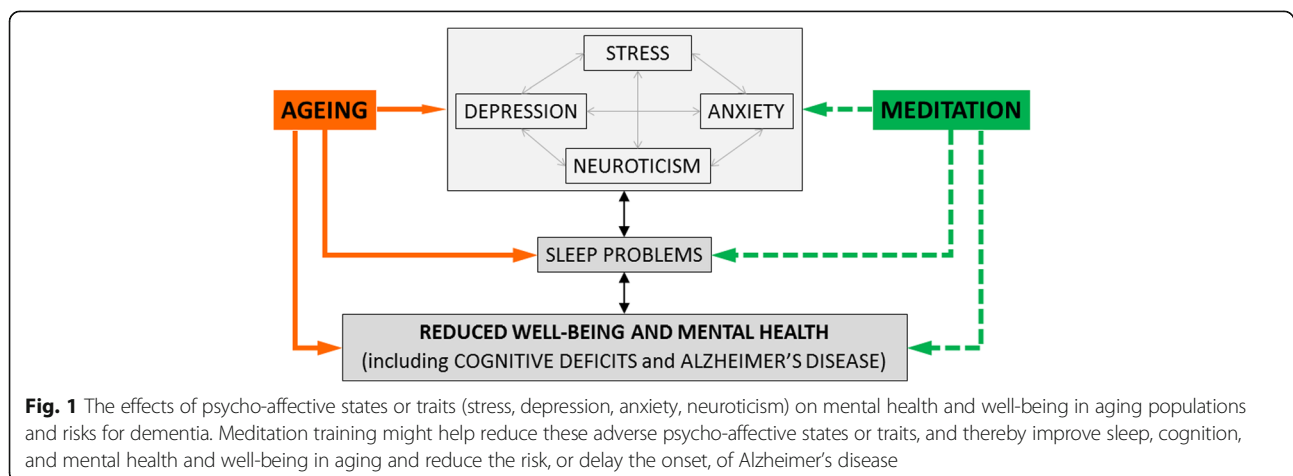 STRESS
AGEING
DEPRESSION
ANXIETY
MEDITATION
NEUROTICISM
SLEEP PROBLEMS
REDUCED WELL-BEING AND MENTAL HEALTH
(including COGNITIVE DEFICITS and ALZHEIMER'S DISEASE)
Fig. 1 The effects of psycho-affective states or traits (stress, depression, anxiety, neuroticism) on mental health and well-being in aging populations
and risks for dementia. Meditation training might help reduce these adverse psycho-affective states or traits, and thereby improve sleep, cognition,
and mental health and well-being in aging and reduce the risk, or delay the onset, of Alzheimer's disease